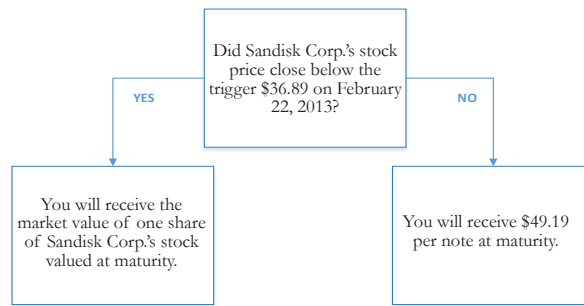 Did Sandisk Corp.'s stock
price close below the
trigger $36.89 on February
22, 2013?
YES
NO
You will receive the
market value of one share
of Sandisk Corp.'s stock
valued at maturity.
You will receive $49.19
per note at maturity.